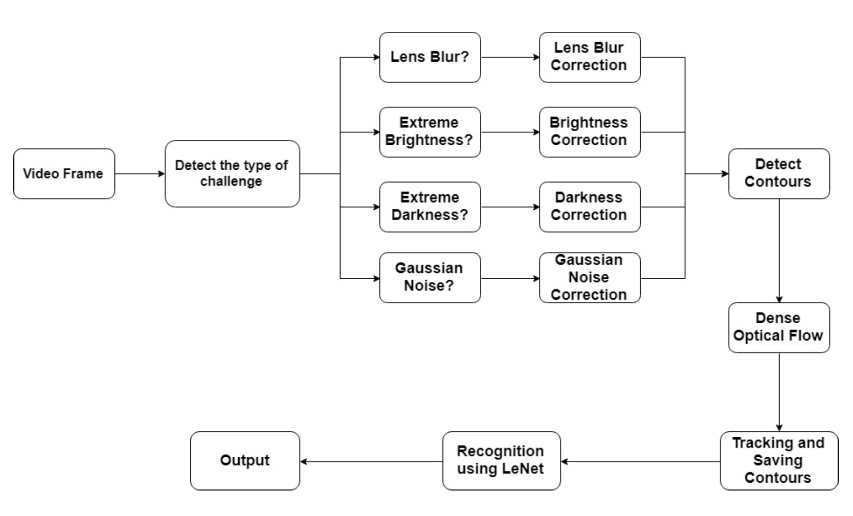 Video Frame
Detect the type of
challenge
Lens Blur?
Lens Blur
Correction
Extreme
Brightness?
Brightness
Correction
Extreme
Darkness?
Darkness
Correction
Gaussian
Noise?
Gaussian
Noise
Correction
Detect
Contours
Dense
Optical Flow
Tracking and
Saving
Contours
Recognition
using LeNet
Output